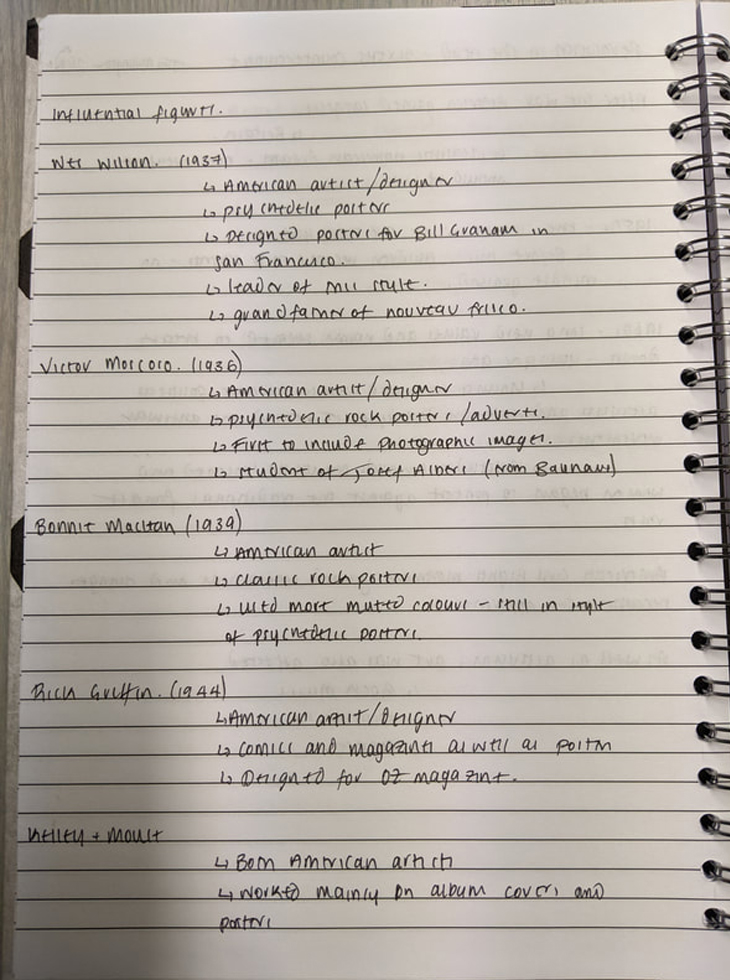 Influential figures.
Wes Wilson. (1937)
↳ American artist/designer
↳ psychedelic posters
↳ Designed posters for Bill Graham in
San Francisco.
↳ leader of this style.
↳ grandfather of nouveau frisco.
Victor Moscoso. (1936)
↳ American artist/designer
↳ psychedelic rock posters/adverts.
↳ First to include photographic images.
↳ student of Josef Albers (from Bauhaus)
Bonnie Maclean (1939)
↳ American artist
↳ classic rock posters
↳ Used more muted colours - still in style
of psychedelic posters.
Rick Griffin. (1944)
↳ American artist/designer
↳ comics and magazines as well as poster
↳ Designed for OZ magazine.
Kelley + Mouse
↳ Both American artists
↳ worked mainly on album covers and
posters